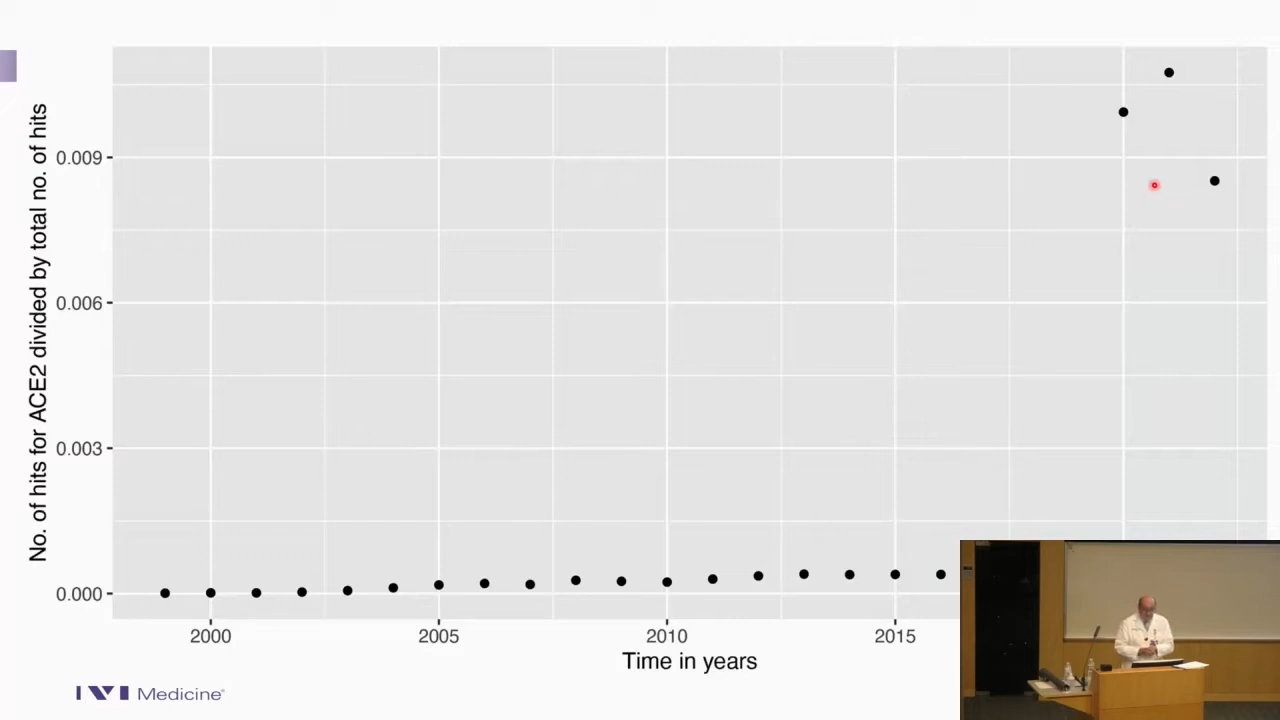 No. of hits for ACE2 divided by total no. of hits
0.009
0.006
0.003
0.000
2000 2005 2010 2015
Time in years
Medicine